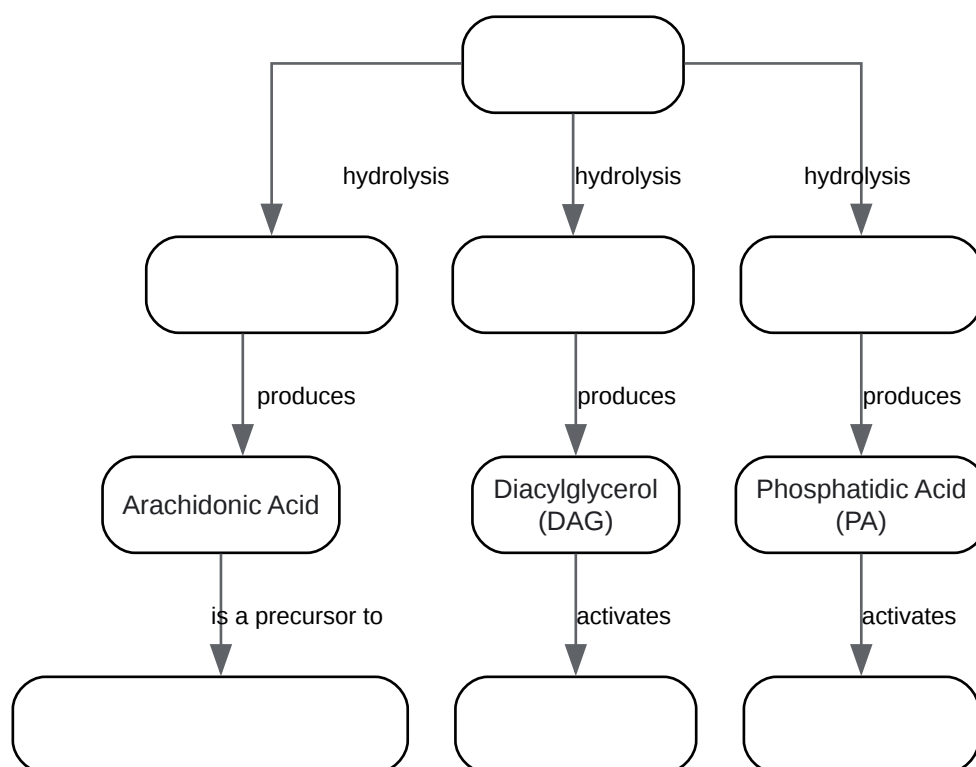 hydrolysis hydrolysis hydrolysis
produces produces produces
Arachidonic Acid
Diacylglycerol
(DAG)
Phosphatidic Acid
(PA)
is a precursor to activates activates